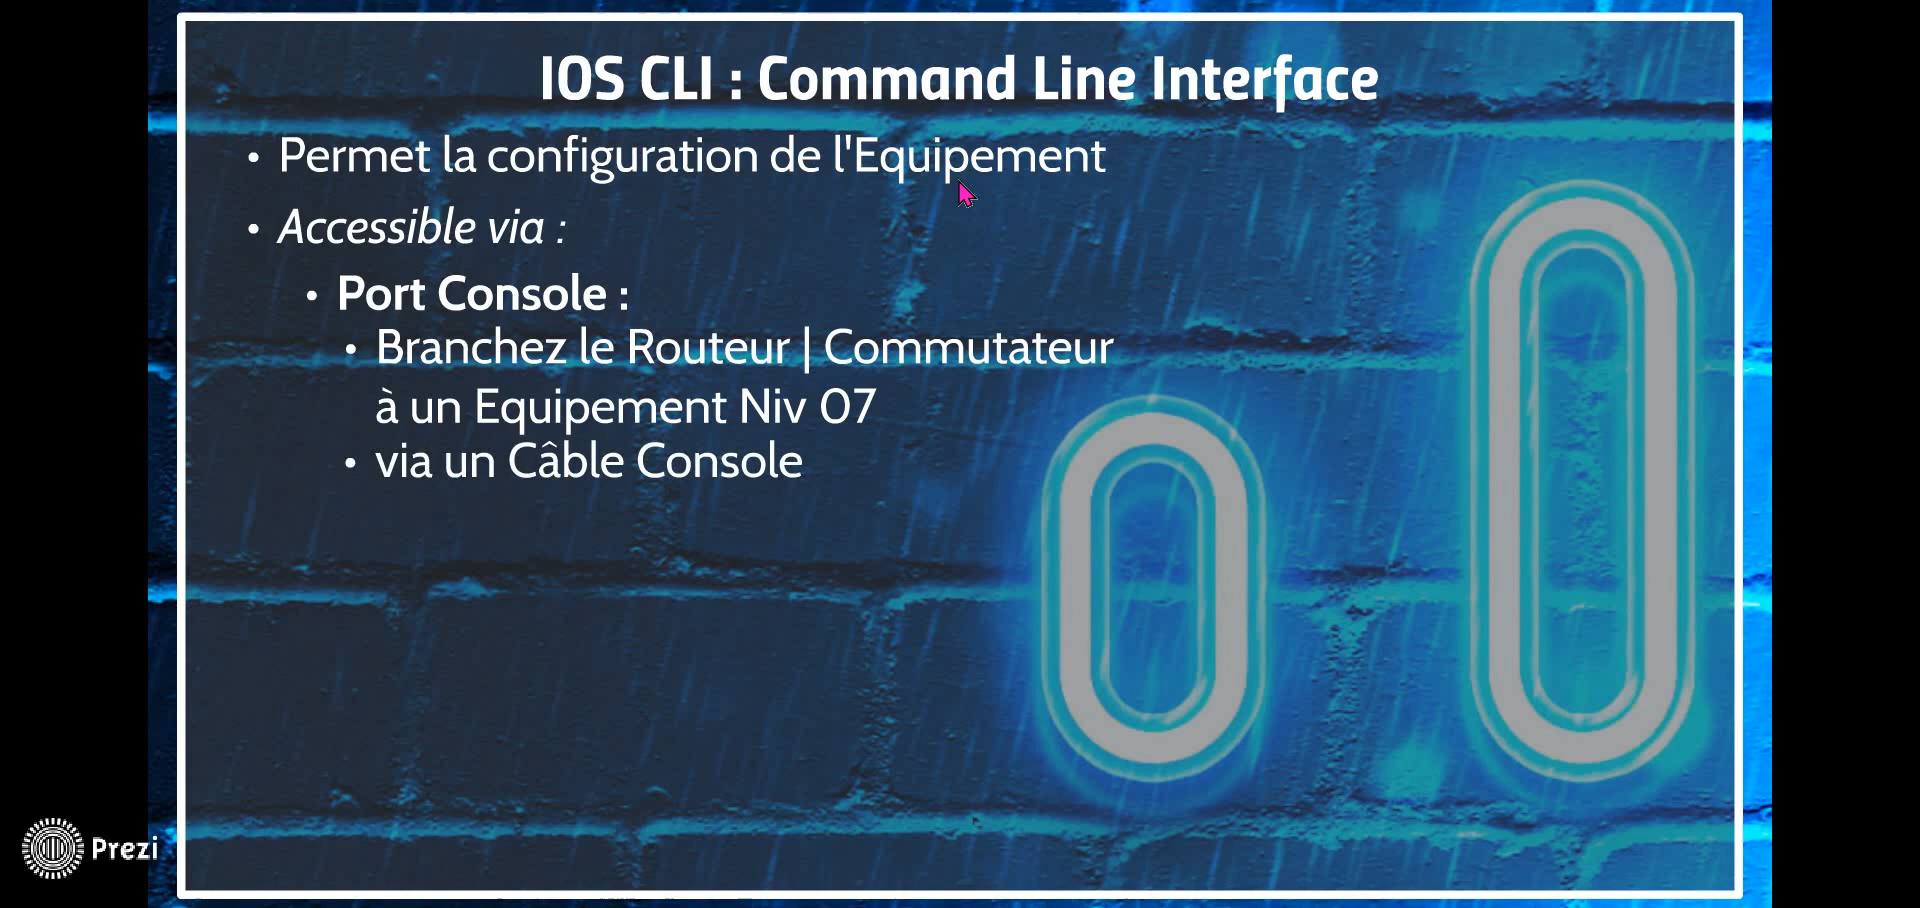 IOS CLI : Command Line Interface
• Permet la configuration de l'Equipement
• Accessible via :
• Port Console :
• Branchez le Routeur | Commutateur
à un Equipement Niv 07
• via un Câble Console
Prezi